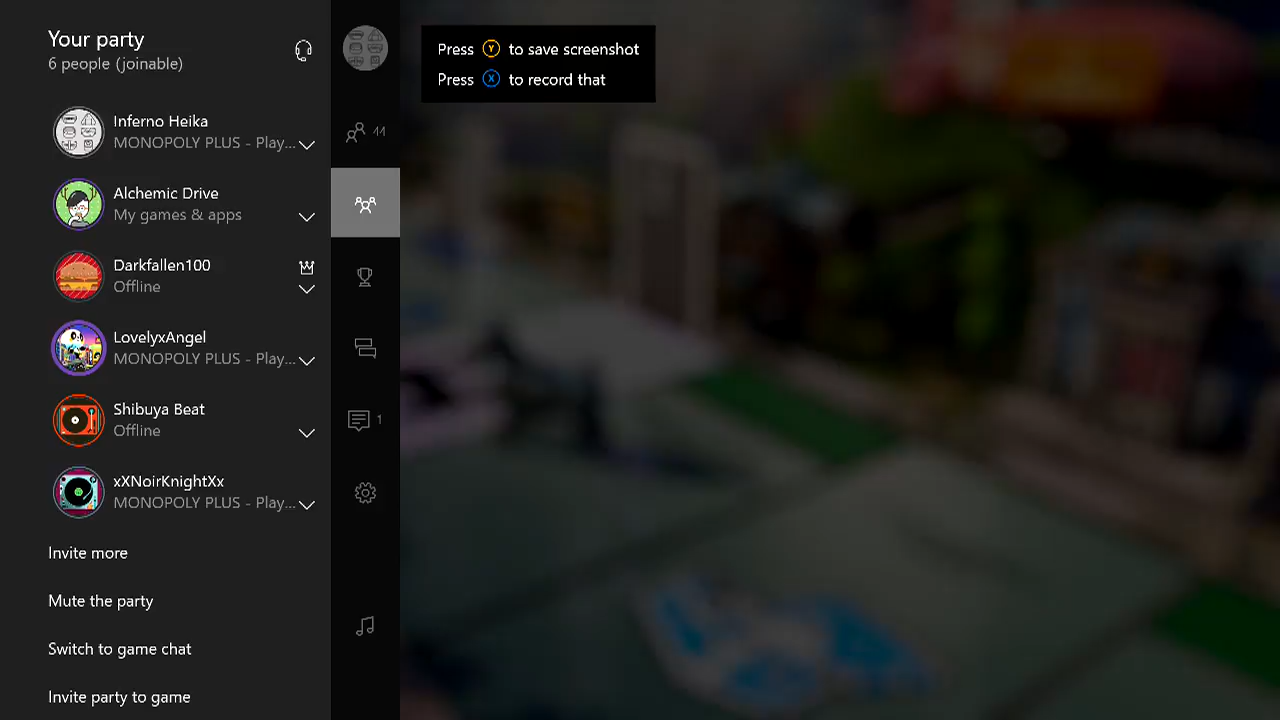 Your party
6 people (joinable)
Inferno Heika
MONOPOLY PLUS - Play...
Alchemic Drive
My games & apps
Darkfallen100
Offline
LovelyxAngel
MONOPOLY PLUS - Play...
Shibuya Beat
Offline
xXNoirKnightXx
MONOPOLY PLUS - Play...
Invite more
Mute the party
Switch to game chat
Invite party to game
44
1
Press Y to save screenshot
Press X to record that